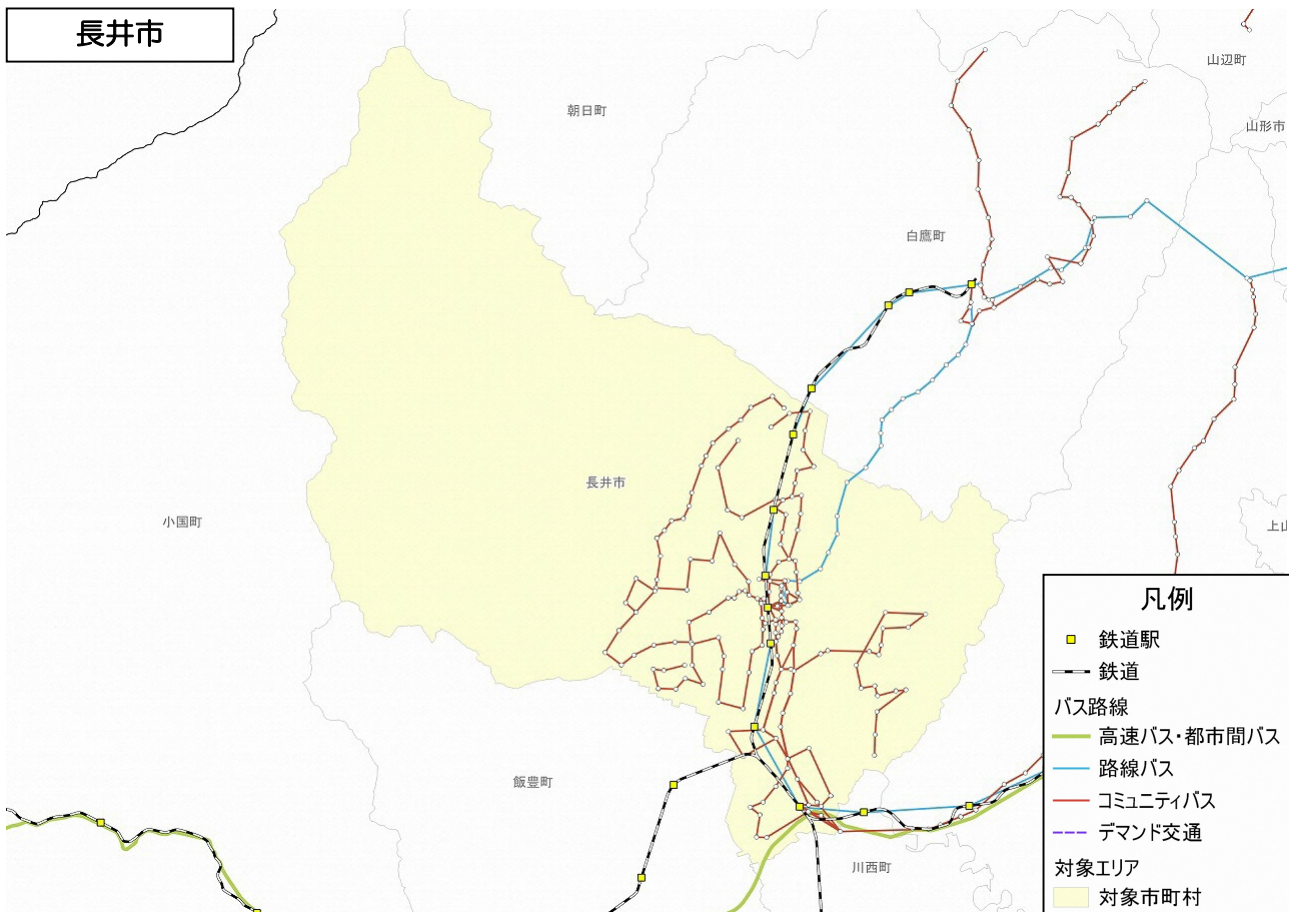 長井市
山辺町
朝日町
山形市
白鷹町
長井市
小国町
上山
飯豊町
川西町
凡例
鉄道駅
鉄道
バス路線
高速バス・都市間バス
路線バス
コミュニティバス
デマンド交通
対象エリア
対象市町村